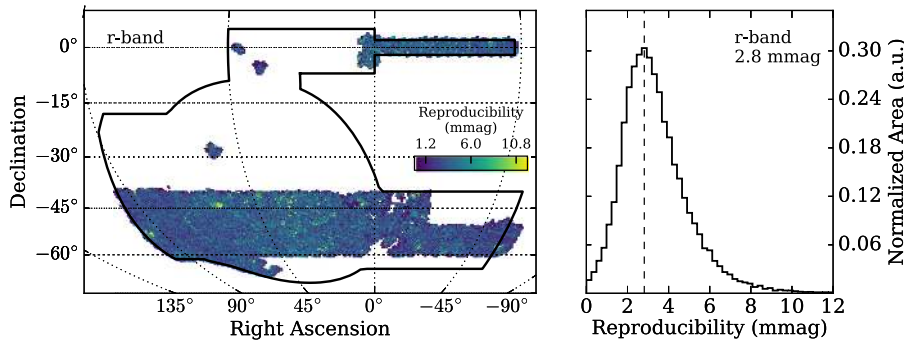 r-band
0°
−15°
−30°
−45°
−60°
Declination
Reproducibility
(mmag)
1.2 6.0 10.8
135° 90° 45° 0° −45° −90°
Right Ascension
r-band
2.8 mmag
0.30
0.24
0.18
0.12
0.06
Normalized Area (a.u.)
0 2 4 6 8 10 12
Reproducibility (mmag)